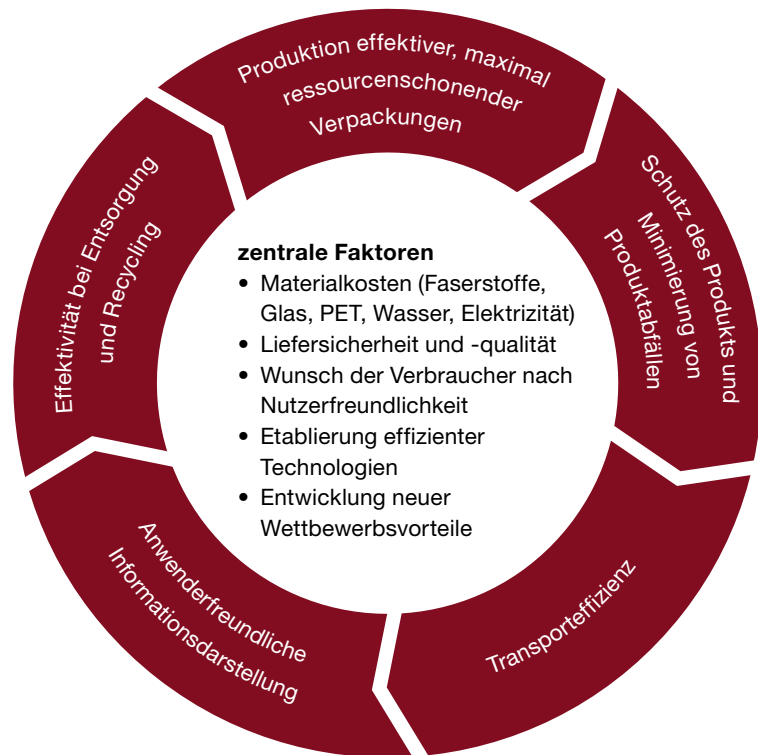 Produktion effektiver, maximal
ressourcenschonender
Verpackungen
Schutz des Produkts und
Minimierung von
Produktabfällen
Transporteffizienz
Anwenderfreundliche
Informationsdarstellung
Effektivität bei Entsorgung
und Recycling
zentrale Faktoren
• Materialkosten (Faserstoffe,
Glas, PET, Wasser, Elektrizität)
• Liefersicherheit und -qualität
• Wunsch der Verbraucher nach
Nutzerfreundlichkeit
• Etablierung effizienter
Technologien
• Entwicklung neuer
Wettbewerbsvorteile